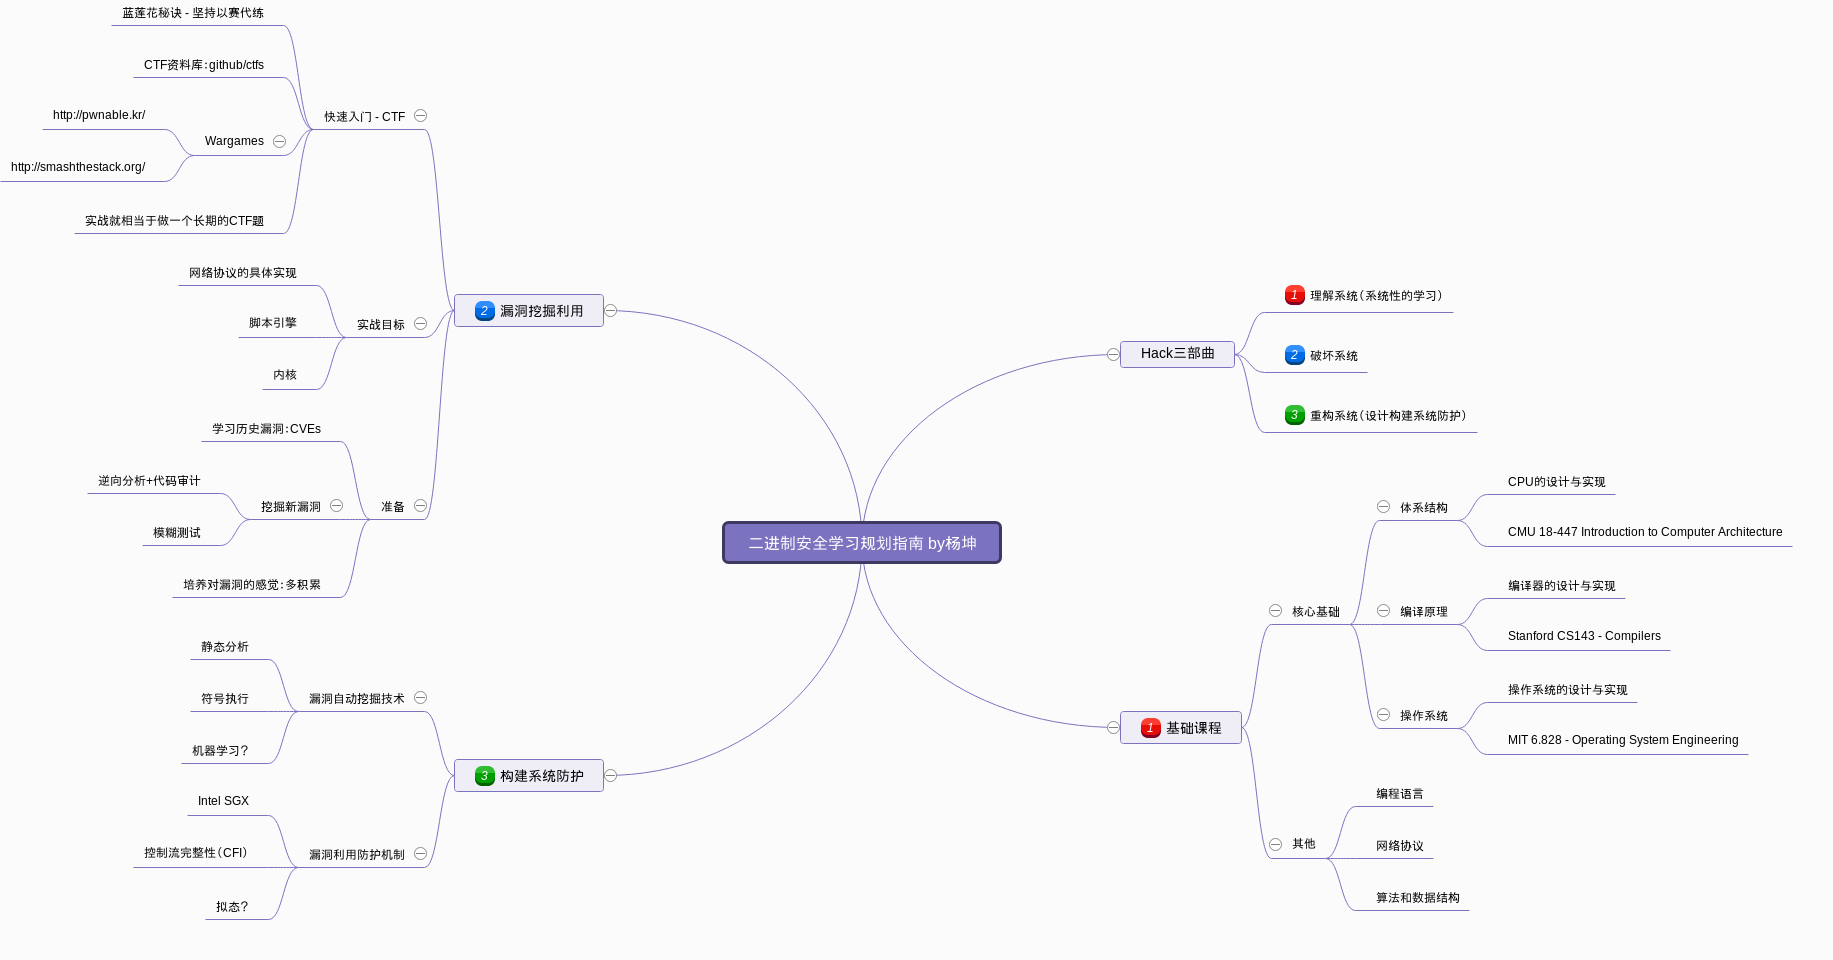 二进制安全学习规划指南 by杨坤
Hack三部曲
1 理解系统（系统性的学习）
2 破坏系统
3 重构系统（设计构建系统防护）
1 基础课程
核心基础
体系结构
CPU的设计与实现
CMU 18-447 Introduction to Computer Architecture
编译原理
编译器的设计与实现
Stanford CS143 - Compilers
操作系统
操作系统的设计与实现
MIT 6.828 - Operating System Engineering
其他
编程语言
网络协议
算法和数据结构
2 漏洞挖掘利用
快速入门 - CTF
蓝莲花秘诀 - 坚持以赛代练
CTF资料库：github/ctfs
Wargames
http://pwnable.kr/
http://smashthestack.org/
实战就相当于做一个长期的CTF题
实战目标
网络协议的具体实现
脚本引擎
内核
准备
学习历史漏洞：CVEs
挖掘新漏洞
逆向分析+代码审计
模糊测试
培养对漏洞的感觉：多积累
3 构建系统防护
漏洞自动挖掘技术
静态分析
符号执行
机器学习？
漏洞利用防护机制
Intel SGX
控制流完整性（CFI）
拟态？